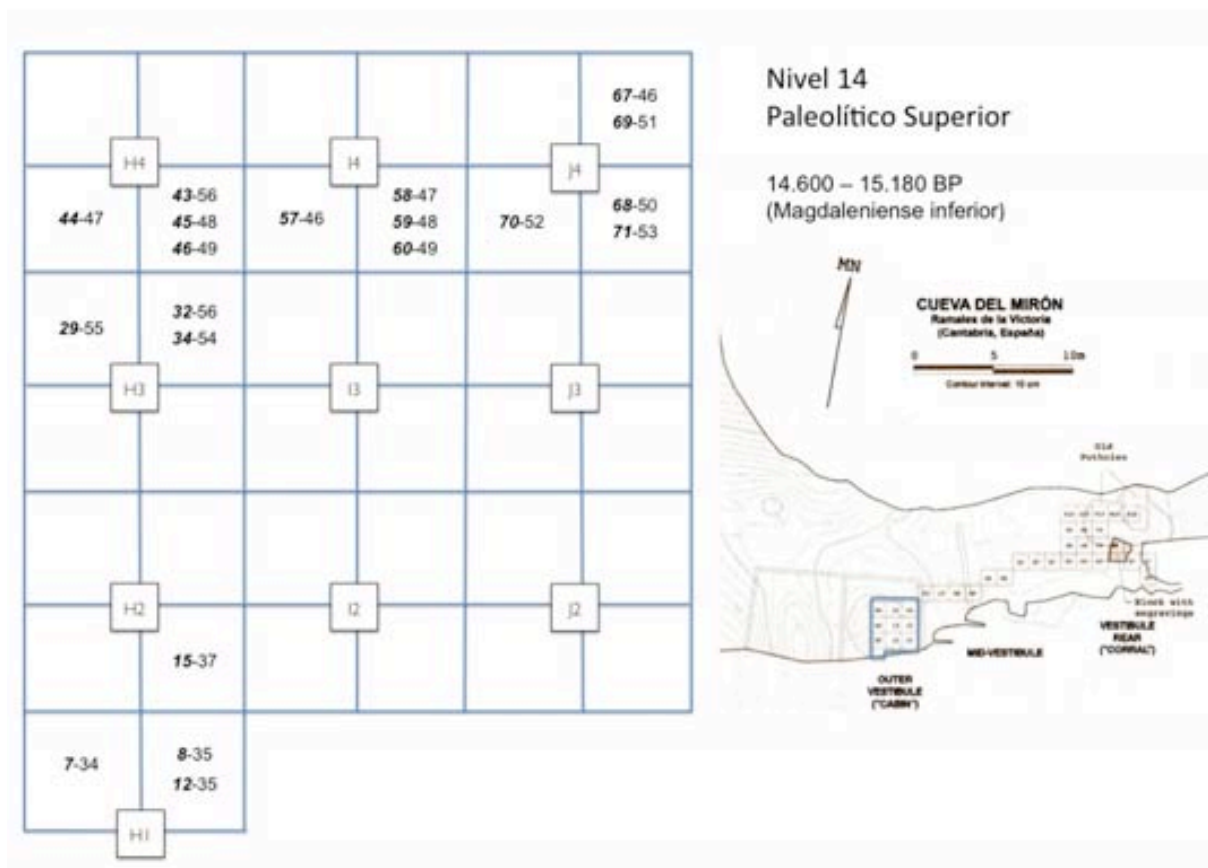 67-46
69-51
H4
I4
J4
44-47
43-56
45-48
46-49
57-46
58-47
59-48
60-49
70-52
68-50
71-53
29-55
32-56
34-54
H3
I3
J3
H2
I2
J2
15-37
7-34
8-35
12-35
H1
Nivel 14
Paleolítico Superior
14.600 – 15.180 BP
(Magdaleniense inferior)
MN
CUEVA DEL MIRÓN
Ramales de la Victoria
(Cantabria, España)
0 5 10m
Contour interval: 10 cm
Old
Potholes
Block with
engravings
VESTIBULE
REAR
("CORRAL")
MID-VESTIBULE
OUTER
VESTIBULE
("CABIN")